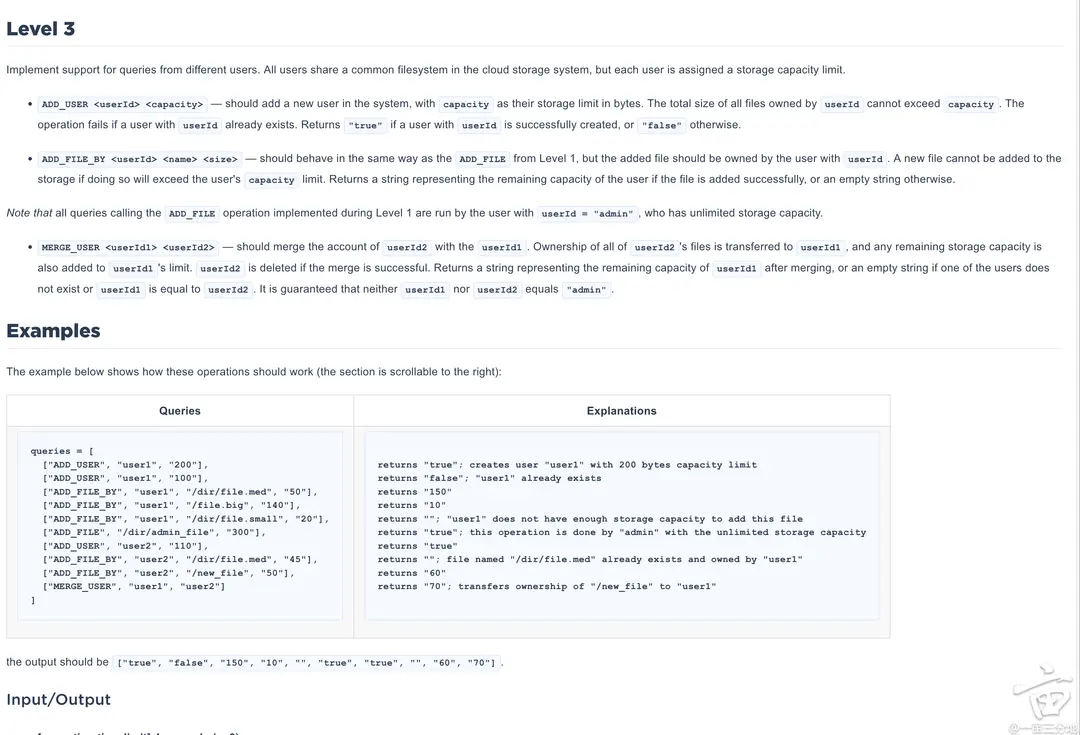 Level 3
Implement support for queries from different users. All users share a common filesystem in the cloud storage system, but each user is assigned a storage capacity limit.
• ADD_USER <userId> <capacity> — should add a new user in the system, with capacity as their storage limit in bytes. The total size of all files owned by userId cannot exceed capacity. The
operation fails if a user with userId already exists. Returns "true" if a user with userId is successfully created, or "false" otherwise.
• ADD_FILE_BY <userId> <name> <size> — should behave in the same way as the ADD_FILE from Level 1, but the added file should be owned by the user with userId. A new file cannot be added to the
storage if doing so will exceed the user's capacity limit. Returns a string representing the remaining capacity of the user if the file is added successfully, or an empty string otherwise.
Note that all queries calling the ADD_FILE operation implemented during Level 1 are run by the user with userId = "admin", who has unlimited storage capacity.
• MERGE_USER <userId1> <userId2> — should merge the account of userId2 with the userId1. Ownership of all of userId2's files is transferred to userId1, and any remaining storage capacity is
also added to userId1's limit. userId2 is deleted if the merge is successful. Returns a string representing the remaining capacity of userId1 after merging, or an empty string if one of the users does
not exist or userId1 is equal to userId2. It is guaranteed that neither userId1 nor userId2 equals "admin".
Examples
The example below shows how these operations should work (the section is scrollable to the right):
Queries
Explanations
queries = [
["ADD_USER", "user1", "200"],
["ADD_USER", "user1", "100"],
["ADD_FILE_BY", "user1", "/dir/file.med", "50"],
["ADD_FILE_BY", "user1", "/file.big", "140"],
["ADD_FILE_BY", "user1", "/dir/file.small", "20"],
["ADD_FILE", "/dir/admin_file", "300"],
["ADD_USER", "user2", "110"],
["ADD_FILE_BY", "user2", "/dir/file.med", "45"],
["ADD_FILE_BY", "user2", "/new_file", "50"],
["MERGE_USER", "user1", "user2"]
]
returns "true"; creates user "user1" with 200 bytes capacity limit
returns "false"; "user1" already exists
returns "150"
returns "10"
returns ""; "user1" does not have enough storage capacity to add this file
returns "true"; this operation is done by "admin" with the unlimited storage capacity
returns "true"
returns ""; file named "/dir/file.med" already exists and owned by "user1"
returns "60"
returns "70"; transfers ownership of "/new_file" to "user1"
the output should be ["true", "false", "150", "10", "", "true", "true", "", "60", "70"].
Input/Output
@一亩三分地